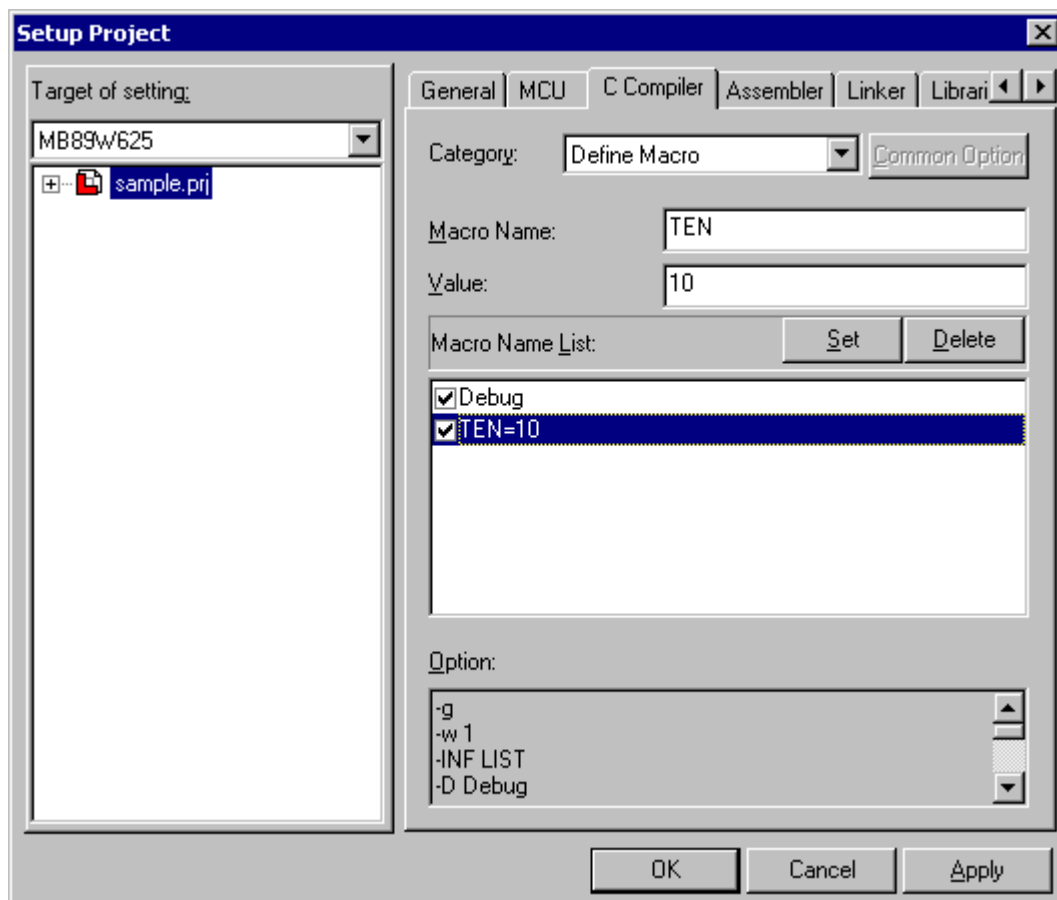 Setup Project
Target of setting:
MB89W625
sample.prj
General MCU C Compiler Assembler Linker Librari
Category: Define Macro Common Option
Macro Name: TEN
Value: 10
Macro Name List: Set Delete
Debug
TEN=10
Option:
-g
-w 1
-INF LIST
-D Debug
OK Cancel Apply